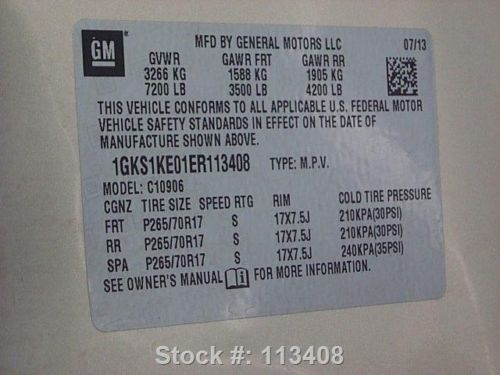 GM MFD BY GENERAL MOTORS LLC 07/13
GVWR GAWR FRT GAWR RR
3266 KG 1588 KG 1905 KG
7200 LB 3500 LB 4200 LB
THIS VEHICLE CONFORMS TO ALL APPLICABLE U.S. FEDERAL MOTOR
VEHICLE SAFETY STANDARDS IN EFFECT ON THE DATE OF
MANUFACTURE SHOWN ABOVE.
1GKS1KE01ER113408 TYPE: M.P.V.
MODEL: C10906
CGNZ TIRE SIZE SPEED RTG RIM COLD TIRE PRESSURE
FRT P265/70R17 S 17X7.5J 210KPA(30PSI)
RR P265/70R17 S 17X7.5J 210KPA(30PSI)
SPA P265/70R17 S 17X7.5J 240KPA(35PSI)
SEE OWNER'S MANUAL FOR MORE INFORMATION.
Stock #: 113408